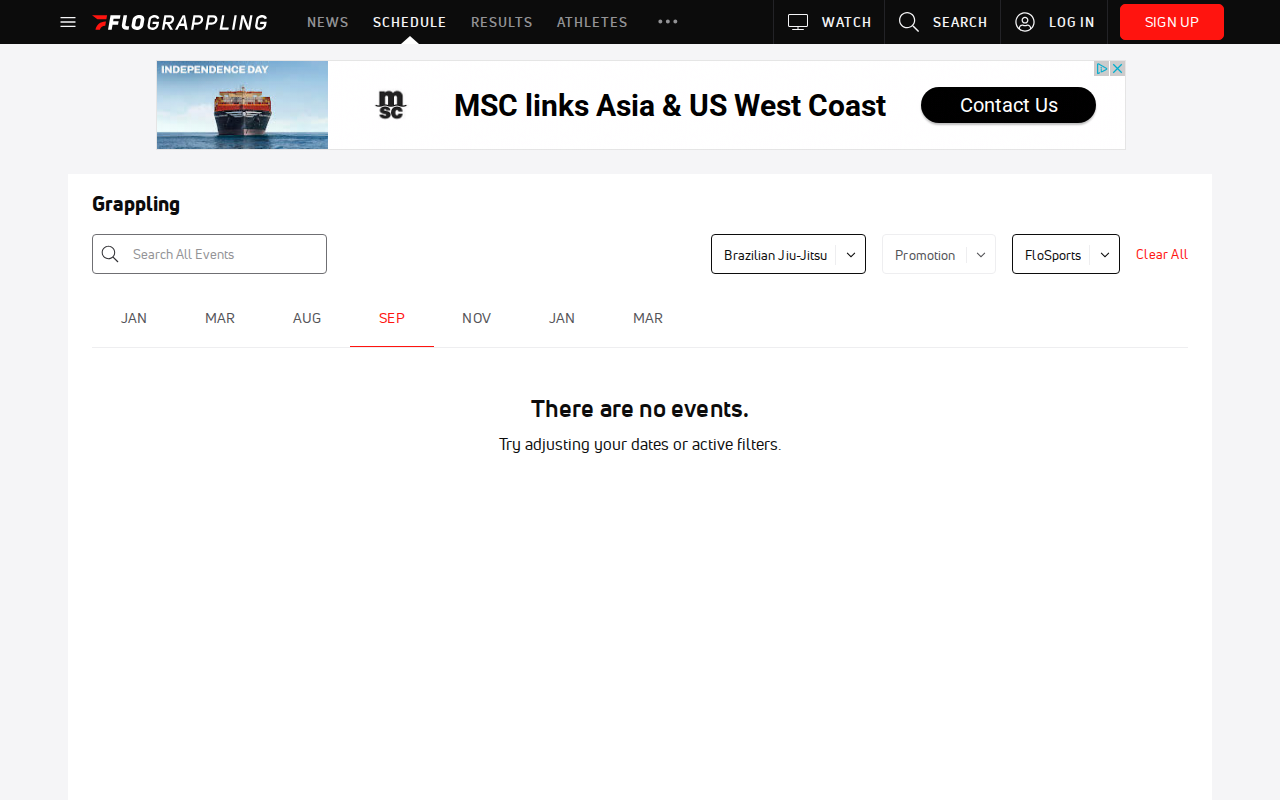 FLOGRAPPLING NEWS SCHEDULE RESULTS ATHLETES ••• WATCH SEARCH LOG IN SIGN UP
INDEPENDENCE DAY
msc
MSC links Asia & US West Coast
Contact Us
Grappling
Search All Events Brazilian Jiu-Jitsu Promotion FloSports Clear All
JAN MAR AUG SEP NOV JAN MAR
There are no events.
Try adjusting your dates or active filters.